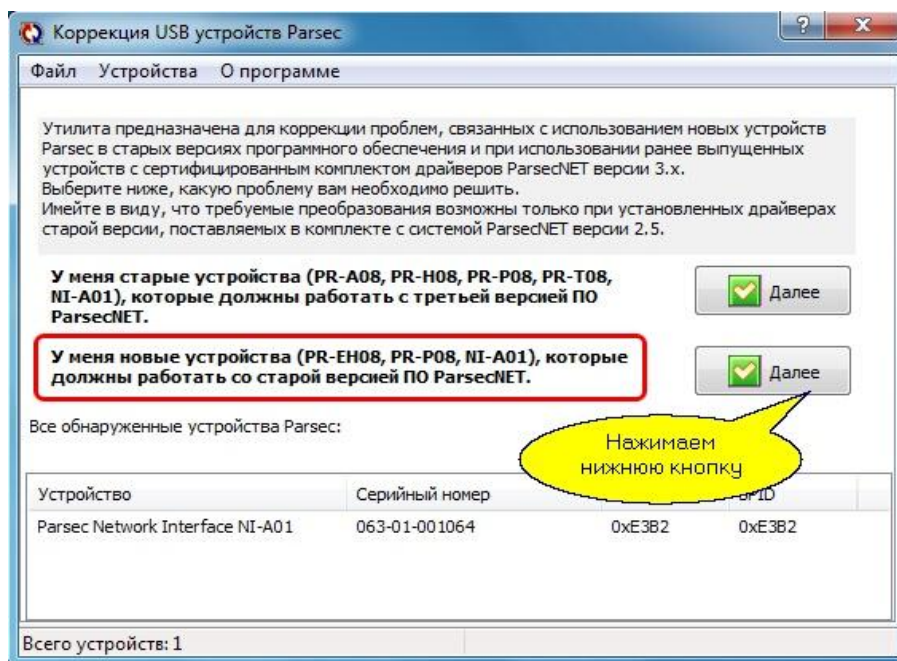 Коррекция USB устройств Parsec
Файл Устройства О программе
Утилита предназначена для коррекции проблем, связанных с использованием новых устройств
Parsec в старых версиях программного обеспечения и при использовании ранее выпущенных
устройств с сертифицированным комплектом драйверов ParsecNET версии 3.x.
Выберите ниже, какую проблему вам необходимо решить.
Имейте в виду, что требуемые преобразования возможны только при установленных драйверах
старой версии, поставляемых в комплекте с системой ParsecNET версии 2.5.
У меня старые устройства (PR-A08, PR-H08, PR-P08, PR-T08,
NI-A01), которые должны работать с третьей версией ПО
ParsecNET.
Далее
У меня новые устройства (PR-EH08, PR-P08, NI-A01), которые
должны работать со старой версией ПО ParsecNET.
Далее
Нажимаем
нижнюю кнопку
Все обнаруженные устройства Parsec:
Устройство Серийный номер
Parsec Network Interface NI-A01 063-01-001064 0xE3B2 0xE3B2
Всего устройств: 1